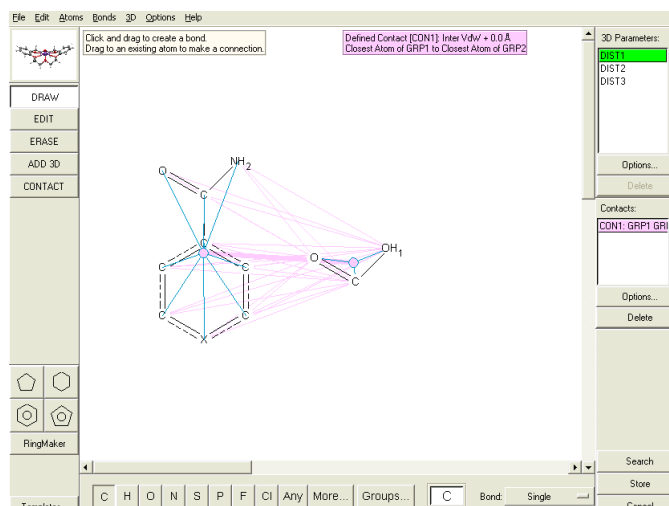 File Edit Atoms Bonds 3D Options Help
Click and drag to create a bond.
Drag to an existing atom to make a connection.
Defined Contact [CON1]: Inter VdW + 0.0 Å
Closest Atom of GRP1 to Closest Atom of GRP2
3D Parameters:
DIST1
DIST2
DIST3
Options...
Delete
Contacts:
CON1: GRP1 GRI
Options...
Delete
DRAW
EDIT
ERASE
ADD 3D
CONTACT
NH2
O
C
C
C
C
C
C
X
O
OH1
C
RingMaker
Search
Store
Cancel
Templates
C H O N S P F Cl Any More... Groups... C Bond: Single